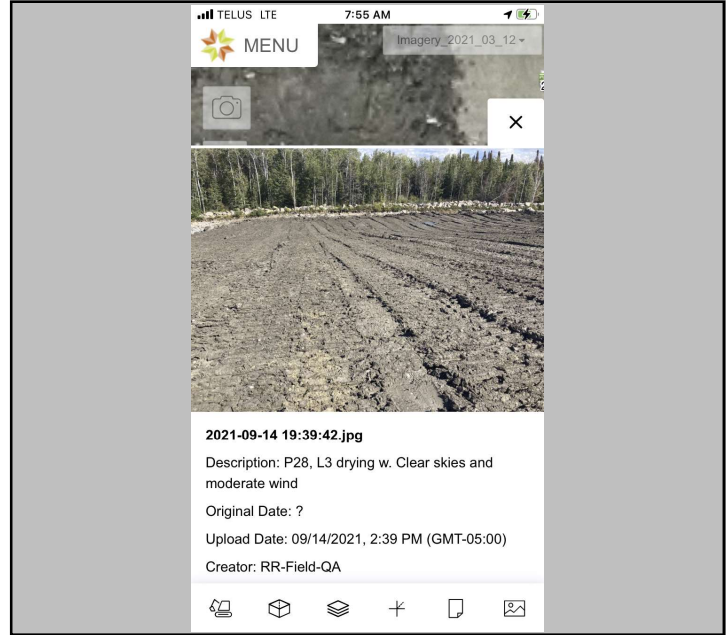 TELUS LTE 7:55 AM
MENU
Imagery_2021_03_12
2021-09-14 19:39:42.jpg
Description: P28, L3 drying w. Clear skies and
moderate wind
Original Date: ?
Upload Date: 09/14/2021, 2:39 PM (GMT-05:00)
Creator: RR-Field-QA